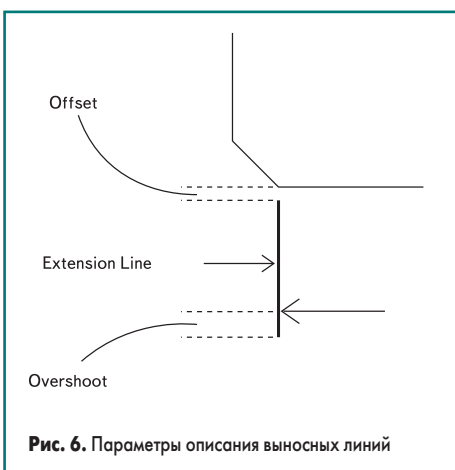 Offset
Extension Line
Overshoot
Рис. 6. Параметры описания выносных линий